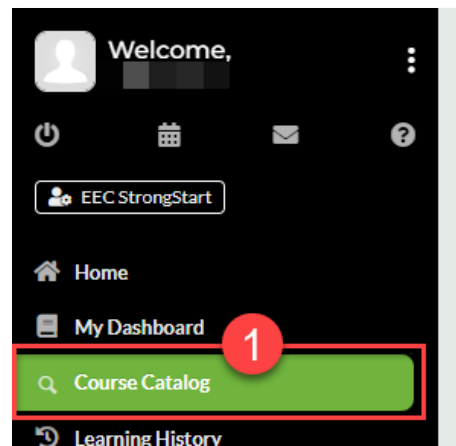 Welcome,
EEC StrongStart
Home
My Dashboard
1
Course Catalog
Learning History